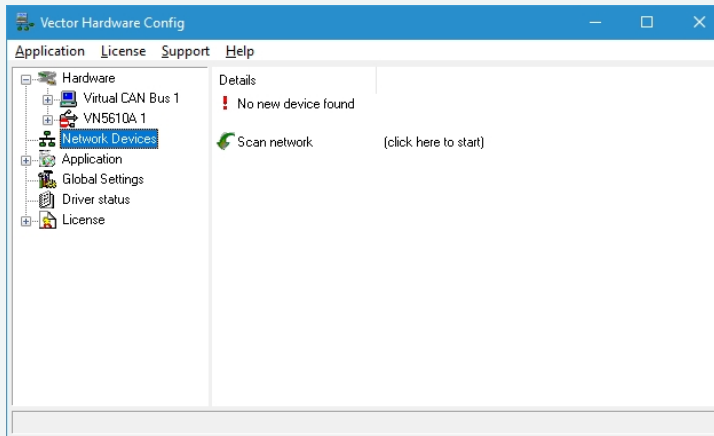 Vector Hardware Config
Application License Support Help
Hardware
Virtual CAN Bus 1
VN5610A 1
Network Devices
Application
Global Settings
Driver status
License
Details
No new device found
Scan network (click here to start)